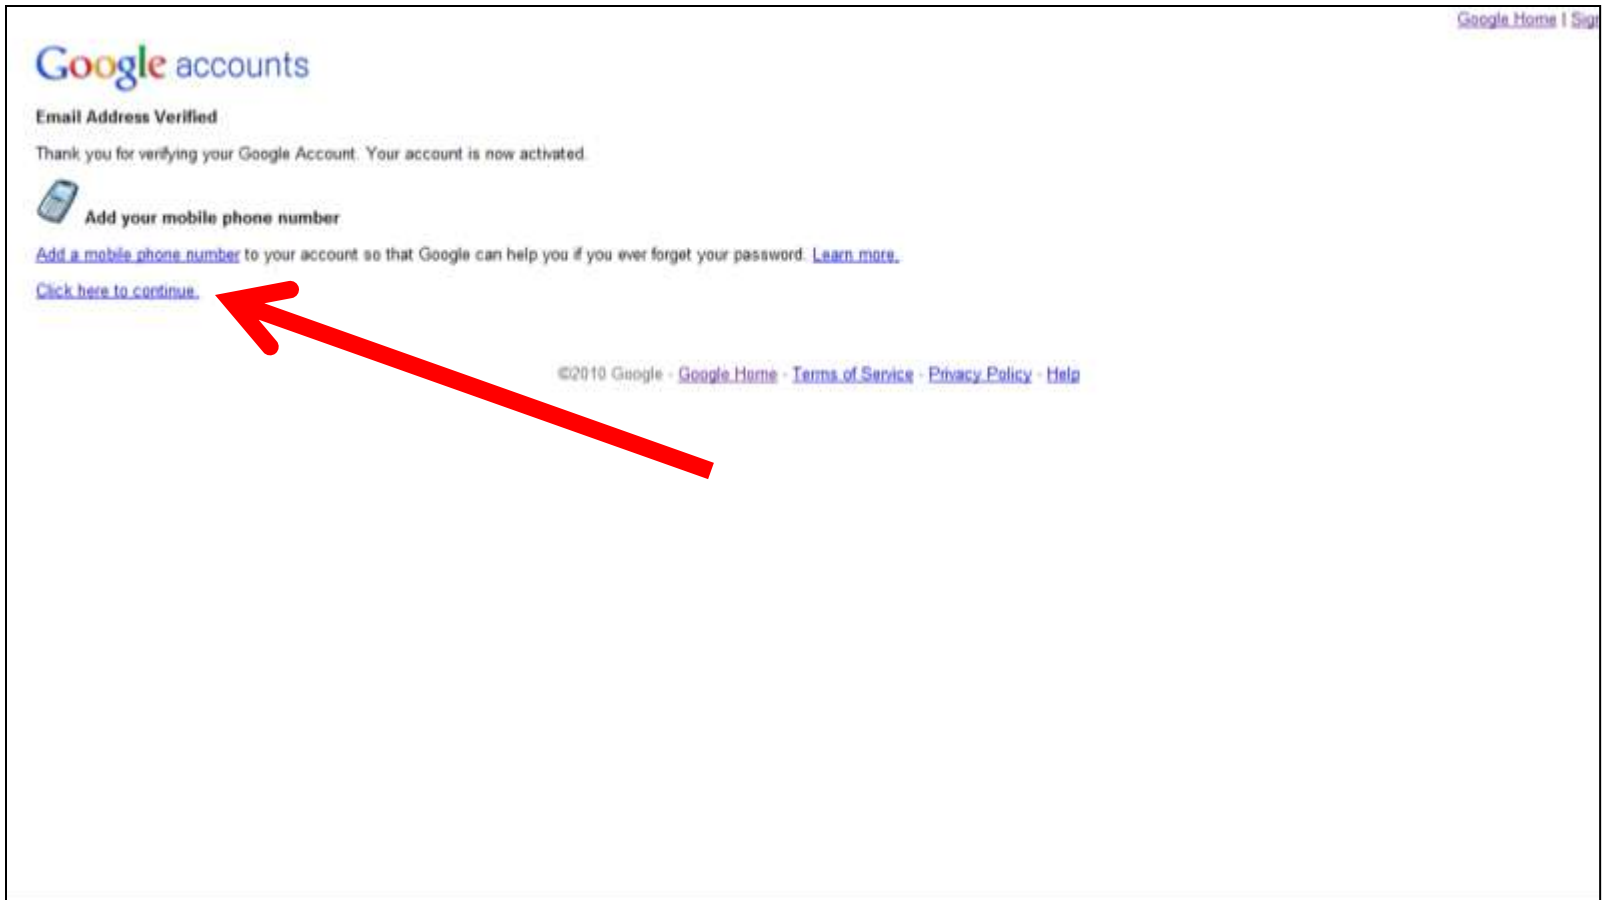 Google Home | Sig
Google accounts
Email Address Verified
Thank you for verifying your Google Account. Your account is now activated.
Add your mobile phone number
Add a mobile phone number to your account so that Google can help you if you ever forget your password. Learn more.
Click here to continue.
©2010 Google - Google Home - Terms of Service - Privacy Policy - Help